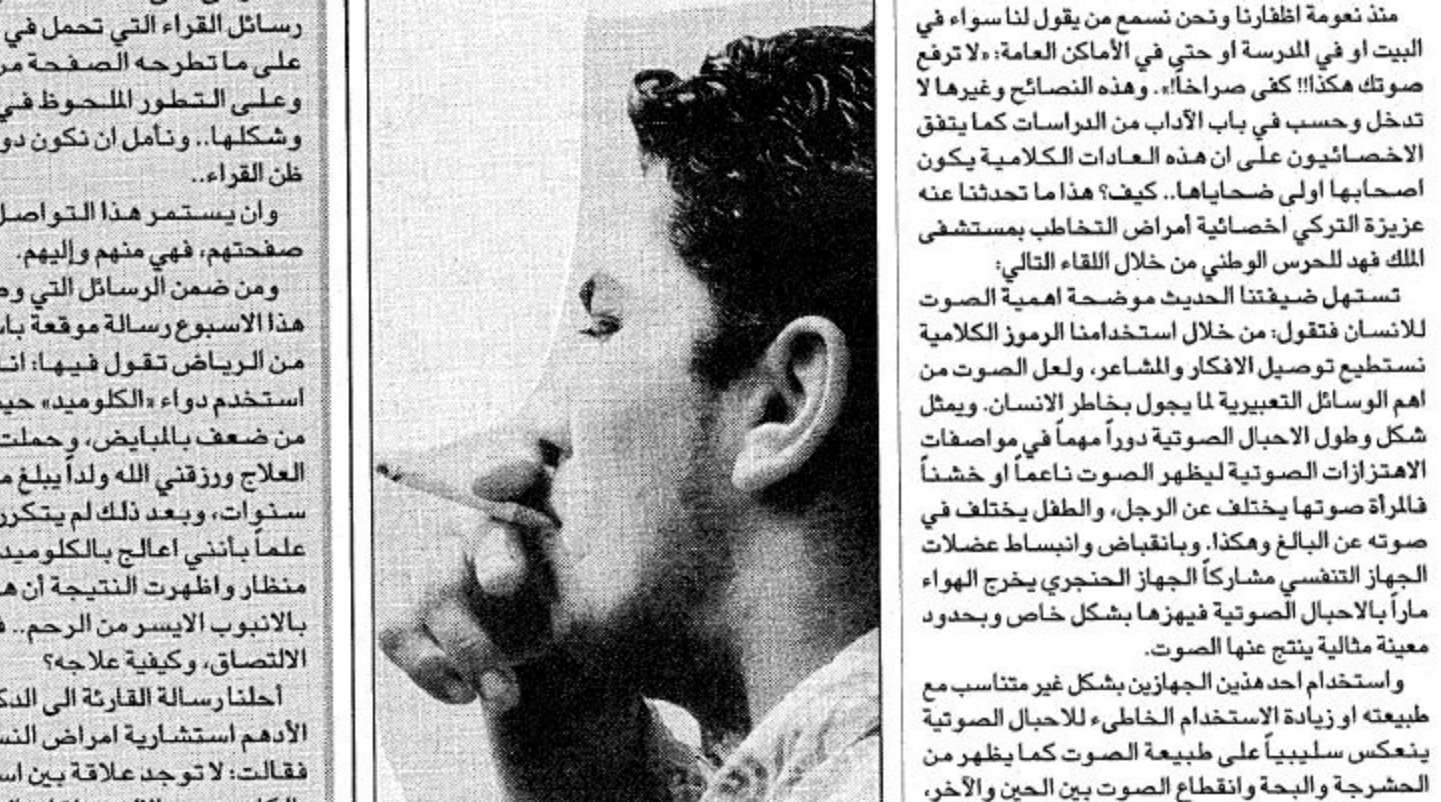 منذ نعومة اظفارنا ونحن نسمع من يقول لنا سواء في
البيت او في المدرسة او حتي في الأماكن العامة: «لا ترفع
صوتك هكذا!! كفى صراخاً!». وهذه النصائح وغيرها لا
تدخل وحسب في باب الآداب من الدراسات كما يتفق
الاخصائيون على ان هذه العادات الكلامية يكون
اصحابها اولى ضحاياها.. كيف؟ هذا ما تحدثنا عنه
عزيزة التركي اخصائية أمراض التخاطب بمستشفى
الملك فهد للحرس الوطني من خلال اللقاء التالي:
تستهل ضيفتنا الحديث موضحة اهمية الصوت
للانسان فتقول: من خلال استخدامنا الرموز الكلامية
نستطيع توصيل الافكار والمشاعر، ولعل الصوت من
اهم الوسائل التعبيرية لما يجول بخاطر الانسان. ويمثل
شكل وطول الاحبال الصوتية دوراً مهماً في مواصفات
الاهتزازات الصوتية ليظهر الصوت ناعماً او خشناً
فالمرأة صوتها يختلف عن الرجل، والطفل يختلف في
صوته عن البالغ وهكذا. وبانقباض وانبساط عضلات
الجهاز التنفسي مشاركاً الجهاز الحنجري يخرج الهواء
ماراً بالاحبال الصوتية فيهزها بشكل خاص وبحدود
معينة مثالية ينتج عنها الصوت.
واستخدام احد هذين الجهازين بشكل غير متناسب مع
طبيعته او زيادة الاستخدام الخاطىء للاحبال الصوتية
ينعكس سليبياً على طبيعة الصوت كما يظهر من
الحشرجة والبحة وانقطاع الصوت بين الحين والآخر،
رسائل القراء التي تحمل في
على ما تطرحه الصفحة
وعلى التطور الملحوظ في
وشكلها.. ونأمل ان نكون
ظن القراء..
وان يستمر هذا التواصل
صفحتهم، فهي منهم وإليهم.
ومن ضمن الرسائل التي
هذا الاسبوع رسالة موقعة
من الرياض تقول فيها:
استخدم دواء «الكلوميد»
من ضعف بالمبايض، وحملت
العلاج ورزقني الله ولداً يبلغ
سنوات، وبعد ذلك لم يتكرر
علماً بأنني اعالج بالكلوميد
منظار واظهرت النتيجة أن
بالانبوب الايسر من الرحم..
الالتصاق، وكيفية علاجه؟
أحلنا رسالة القارئة الى
الأدهم استشارية امراض
فقالت: لا توجد علاقة بين